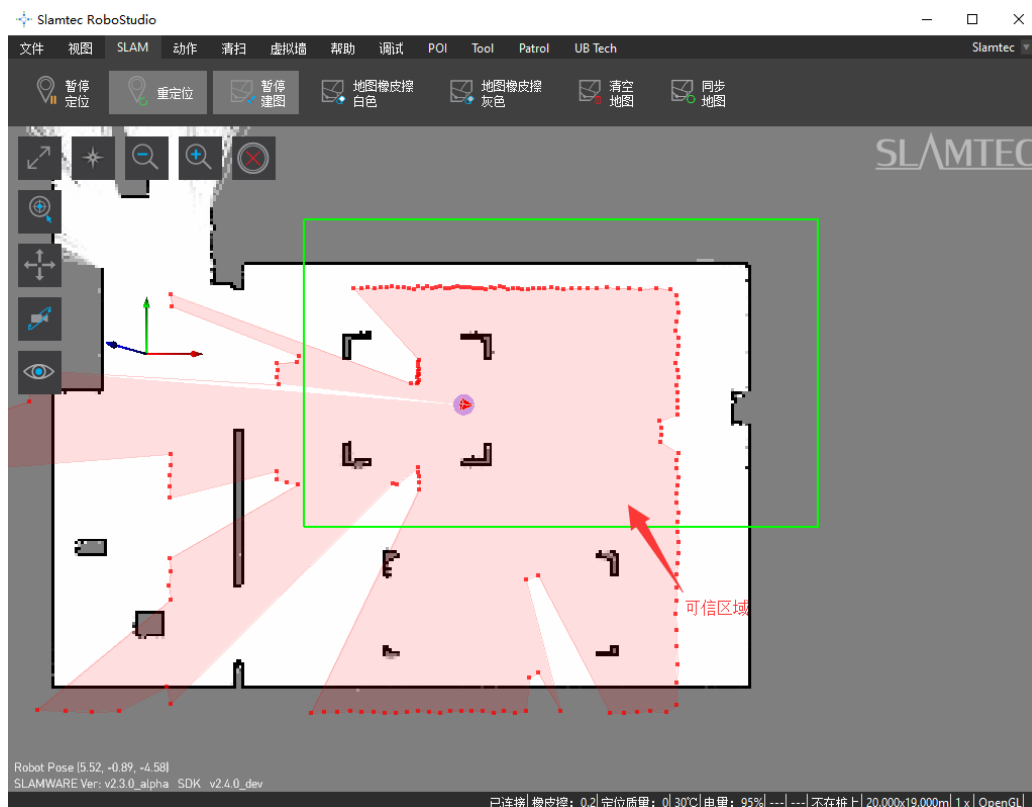 Slamtec RoboStudio
文件 视图 SLAM 动作 清扫 虚拟墙 帮助 调试 POI Tool Patrol UB Tech Slamtec
暂停
定位
重定位
暂停
建图
地图橡皮擦
白色
地图橡皮擦
灰色
清空
地图
同步
地图
SLAMTEC
可信区域
Robot Pose [5.52, -0.89, -4.58]
SLAMWARE Ver: v2.3.0_alpha SDK v2.4.0_dev
已连接| 橡皮擦: 0.2| 定位质量: 0| 30℃| 电量: 95%| ---| ---| 不在桩上| 20.000x19.000m| 1 x| OpenGL|